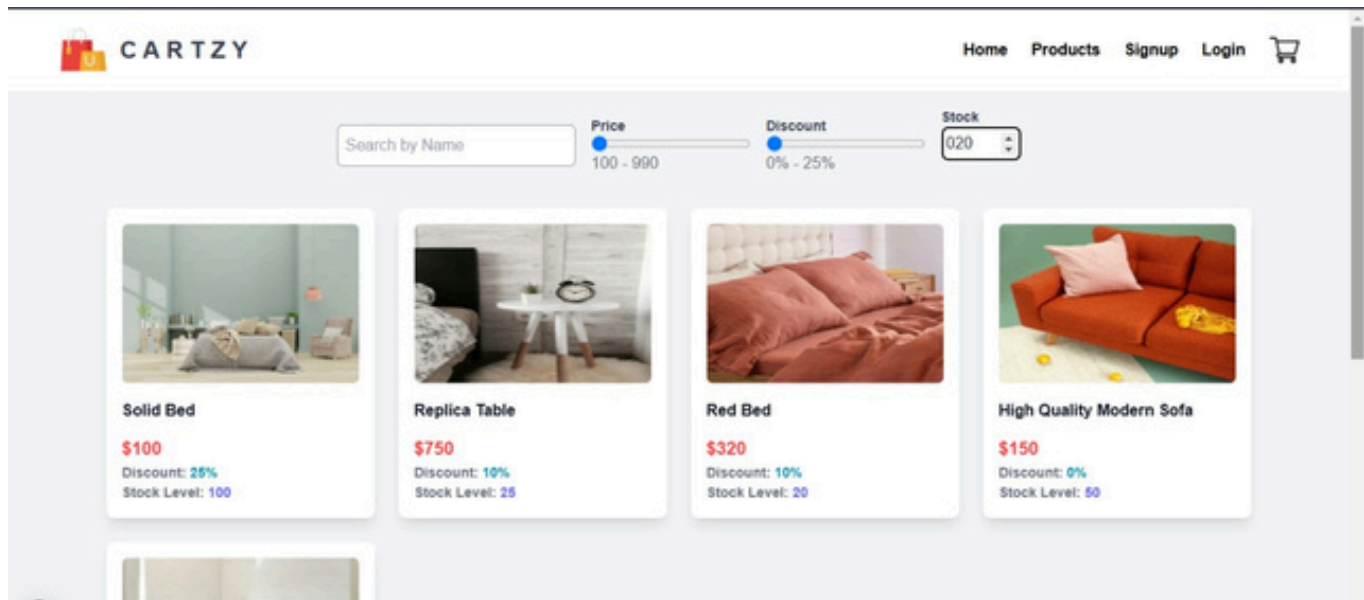 CARTZY
Home Products Signup Login
Search by Name
Price
100 - 990
Discount
0% - 25%
Stock
020
Solid Bed
$100
Discount: 25%
Stock Level: 100
Replica Table
$750
Discount: 10%
Stock Level: 25
Red Bed
$320
Discount: 10%
Stock Level: 20
High Quality Modern Sofa
$150
Discount: 0%
Stock Level: 50